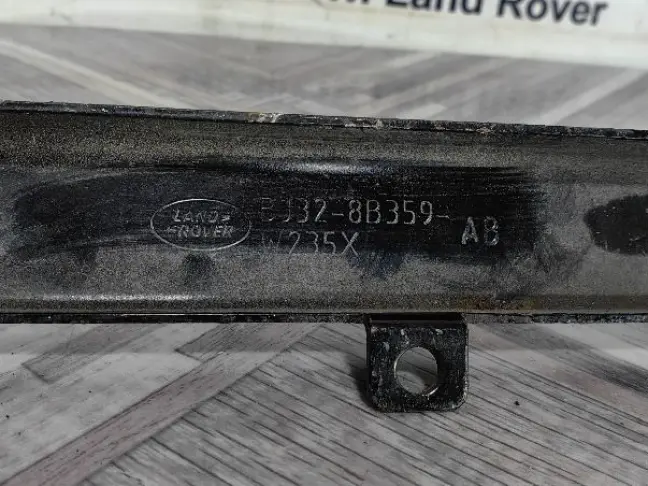 Land Rover
LAND-
-ROVER
BJ32-8B359-
AB
W235X